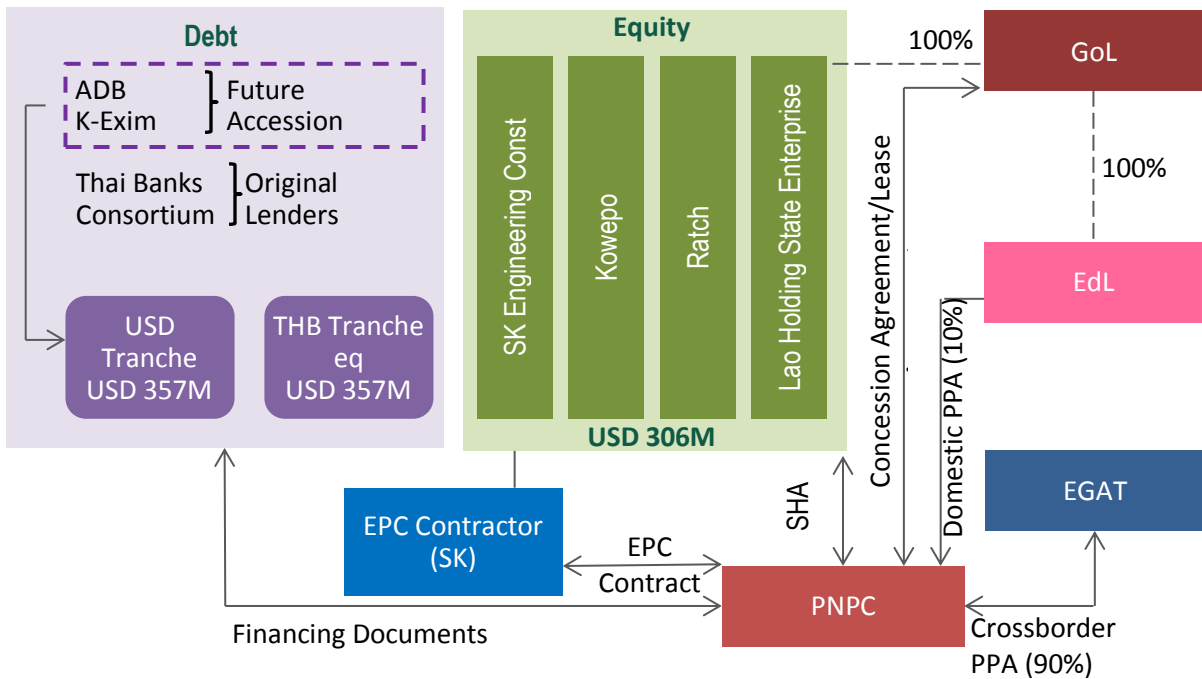 Debt
ADB
K-Exim
Future
Accession
Thai Banks
Consortium
Original
Lenders
USD
Tranche
USD 357M
THB Tranche
eq
USD 357M
Equity
SK Engineering Const
Kowepo
Ratch
Lao Holding State Enterprise
USD 306M
100%
GoL
100%
EdL
Concession Agreement/Lease
Domestic PPA (10%)
EGAT
SHA
EPC Contractor
(SK)
EPC
Contract
PNPC
Financing Documents
Crossborder
PPA (90%)